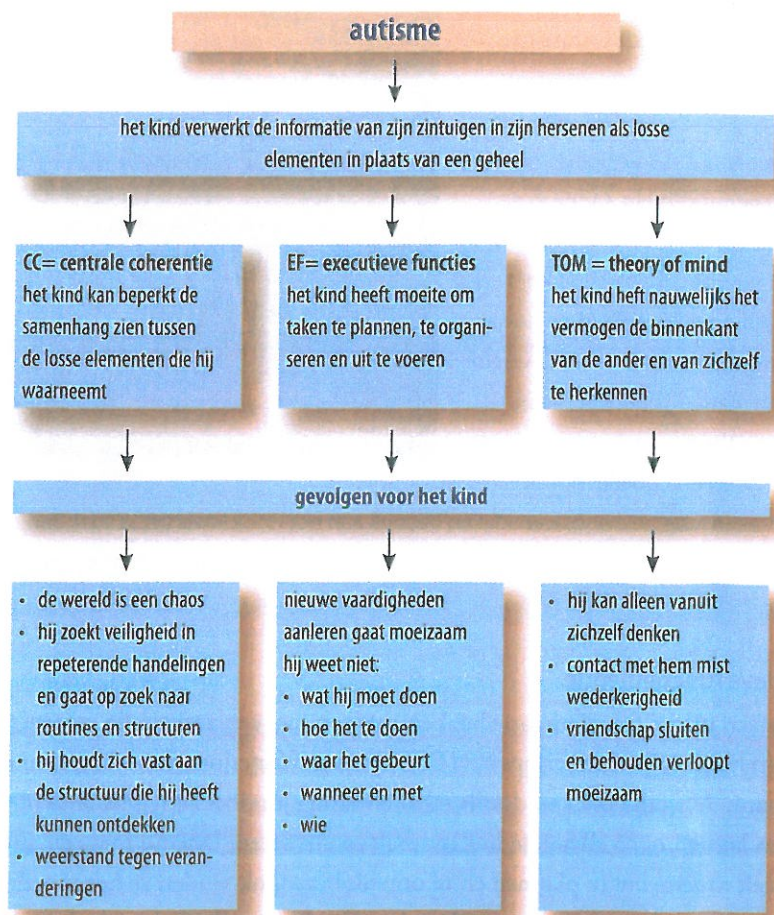 autisme
het kind verwerkt de informatie van zijn zintuigen in zijn hersenen als losse
elementen in plaats van een geheel
CC= centrale coherentie
het kind kan beperkt de
samenhang zien tussen
de losse elementen die hij
waarneemt
EF= executieve functies
het kind heeft moeite om
taken te plannen, te organi-
seren en uit te voeren
TOM = theory of mind
het kind heft nauwelijks het
vermogen de binnenkant
van de ander en van zichzelf
te herkennen
gevolgen voor het kind
• de wereld is een chaos
• hij zoekt veiligheid in
repeterende handelingen
en gaat op zoek naar
routines en structuren
• hij houdt zich vast aan
de structuur die hij heeft
kunnen ontdekken
• weerstand tegen veran-
deringen
nieuwe vaardigheden
aanleren gaat moeizaam
hij weet niet:
• wat hij moet doen
• hoe het te doen
• waar het gebeurt
• wanneer en met
• wie
• hij kan alleen vanuit
zichzelf denken
• contact met hem mist
wederkerigheid
• vriendschap sluiten
en behouden verloopt
moeizaam